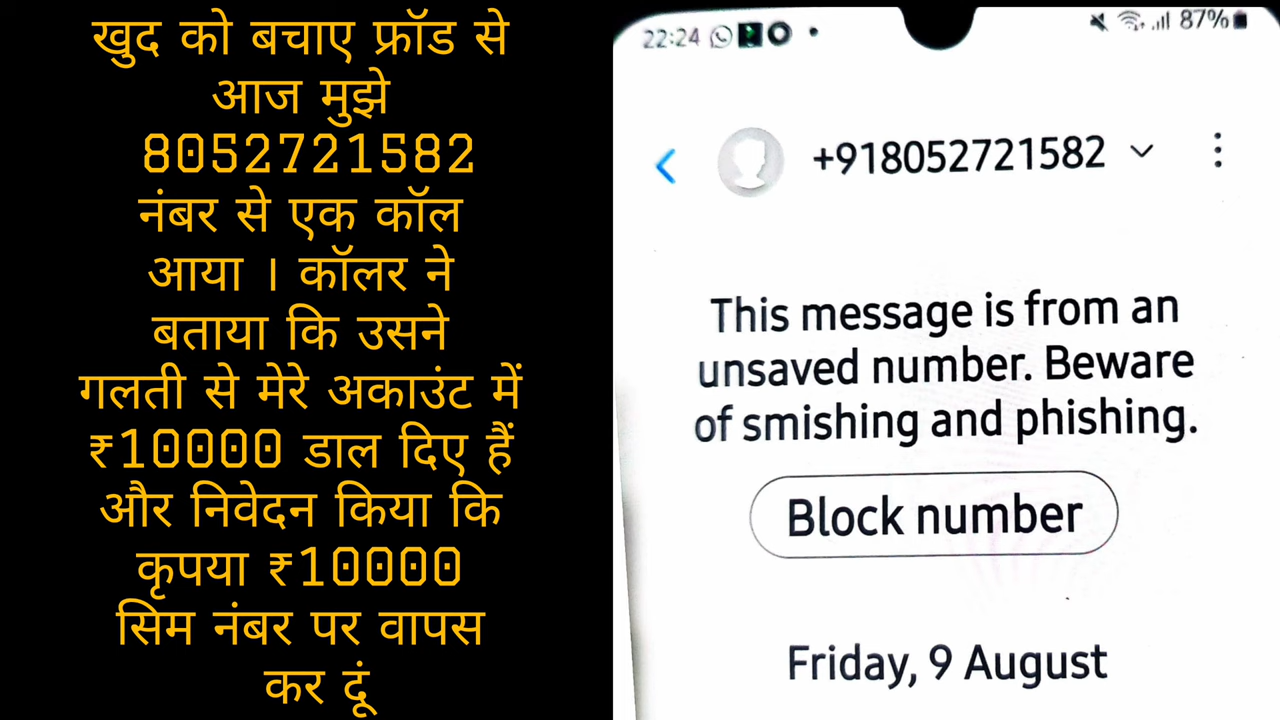 खुद को बचाए फ्रॉड से
आज मुझे
8052721582
नंबर से एक कॉल
आया । कॉलर ने
बताया कि उसने
गलती से मेरे अकाउंट में
₹10000 डाल दिए हैं
और निवेदन किया कि
कृपया ₹10000
सिम नंबर पर वापस
कर दूं
22:24
87%
+918052721582
This message is from an
unsaved number. Beware
of smishing and phishing.
Block number
Friday, 9 August